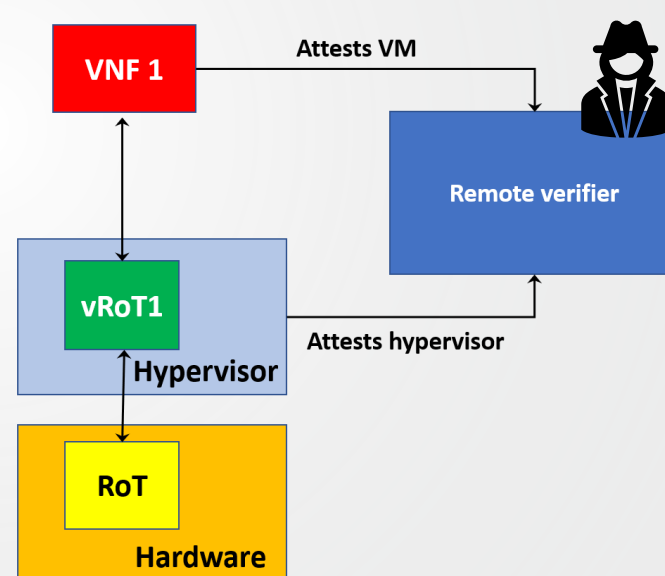 VNF 1
Attests VM
Remote verifier
vRoT1
Hypervisor
Attests hypervisor
RoT
Hardware